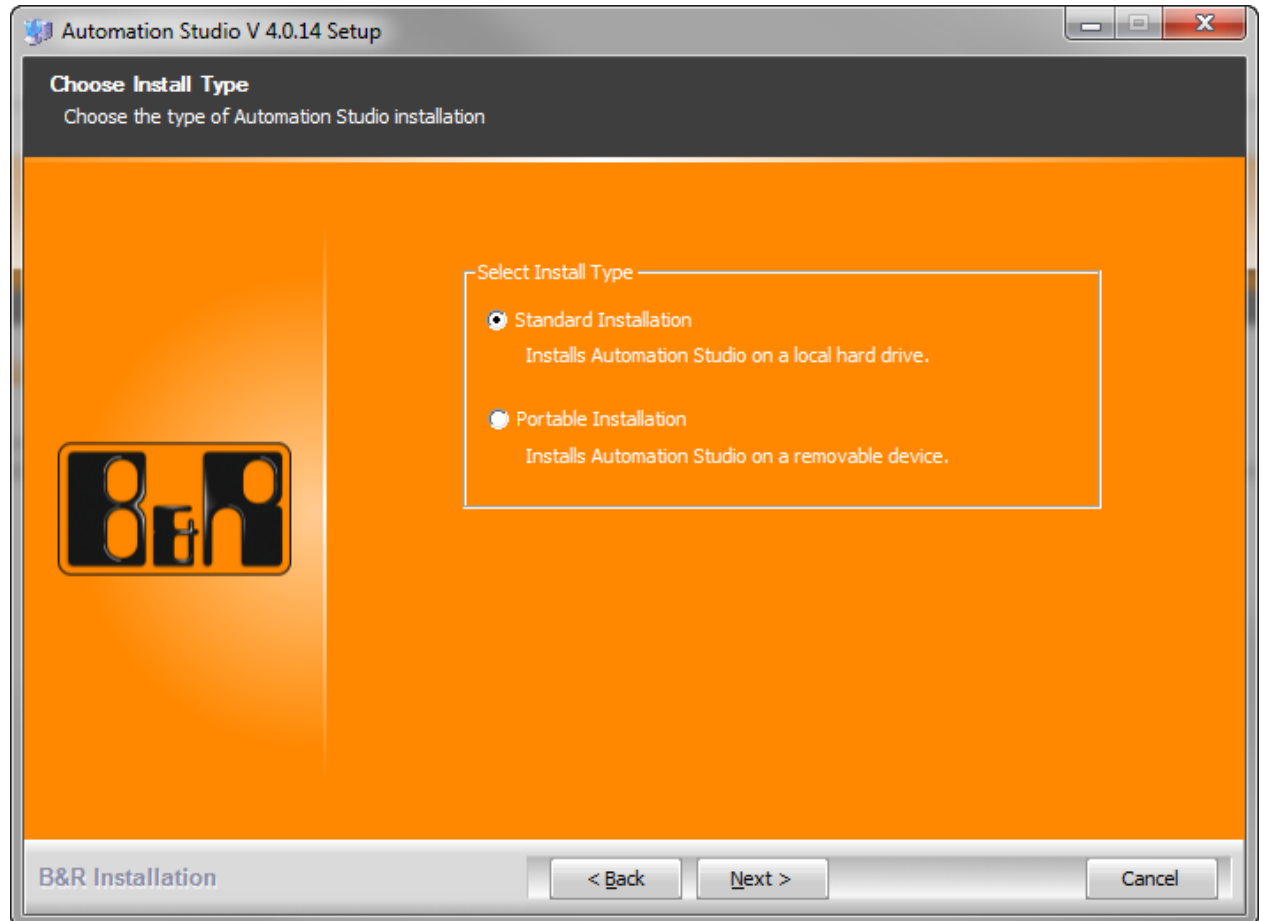 Automation Studio V 4.0.14 Setup
Choose Install Type
Choose the type of Automation Studio installation
Select Install Type
Standard Installation
Installs Automation Studio on a local hard drive.
Portable Installation
Installs Automation Studio on a removable device.
B&R
B&R Installation
< Back
Next >
Cancel